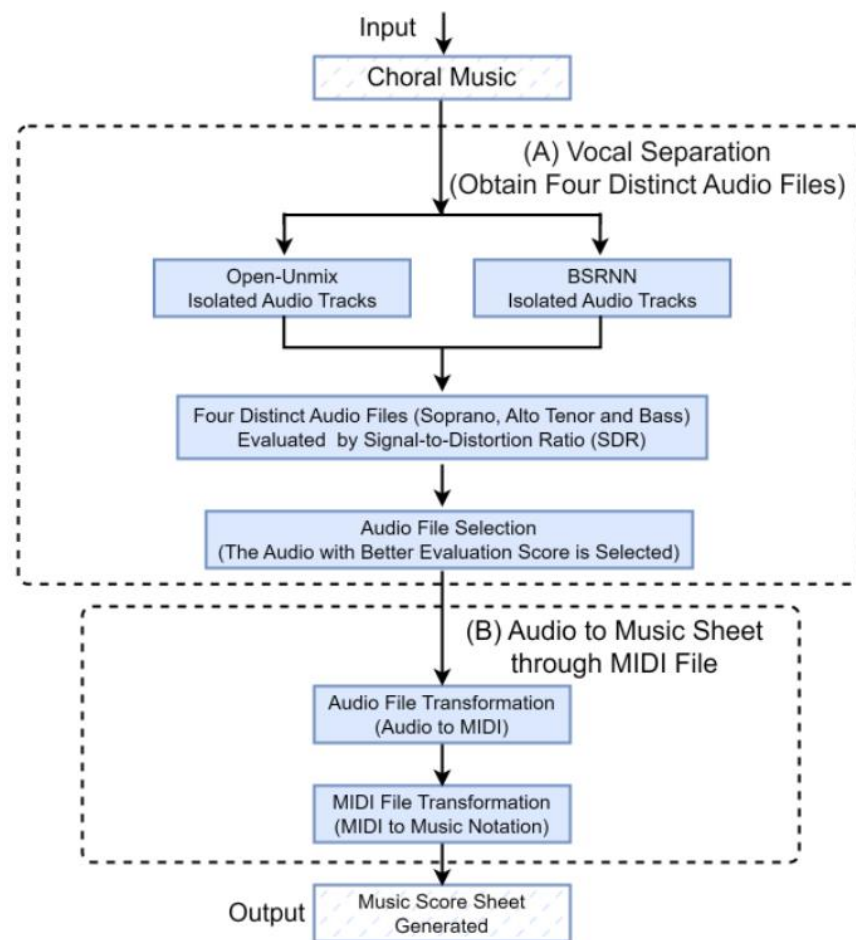 Input
Choral Music
(A) Vocal Separation
(Obtain Four Distinct Audio Files)
Open-Unmix
Isolated Audio Tracks
BSRNN
Isolated Audio Tracks
Four Distinct Audio Files (Soprano, Alto Tenor and Bass)
Evaluated by Signal-to-Distortion Ratio (SDR)
Audio File Selection
(The Audio with Better Evaluation Score is Selected)
(B) Audio to Music Sheet
through MIDI File
Audio File Transformation
(Audio to MIDI)
MIDI File Transformation
(MIDI to Music Notation)
Output
Music Score Sheet
Generated